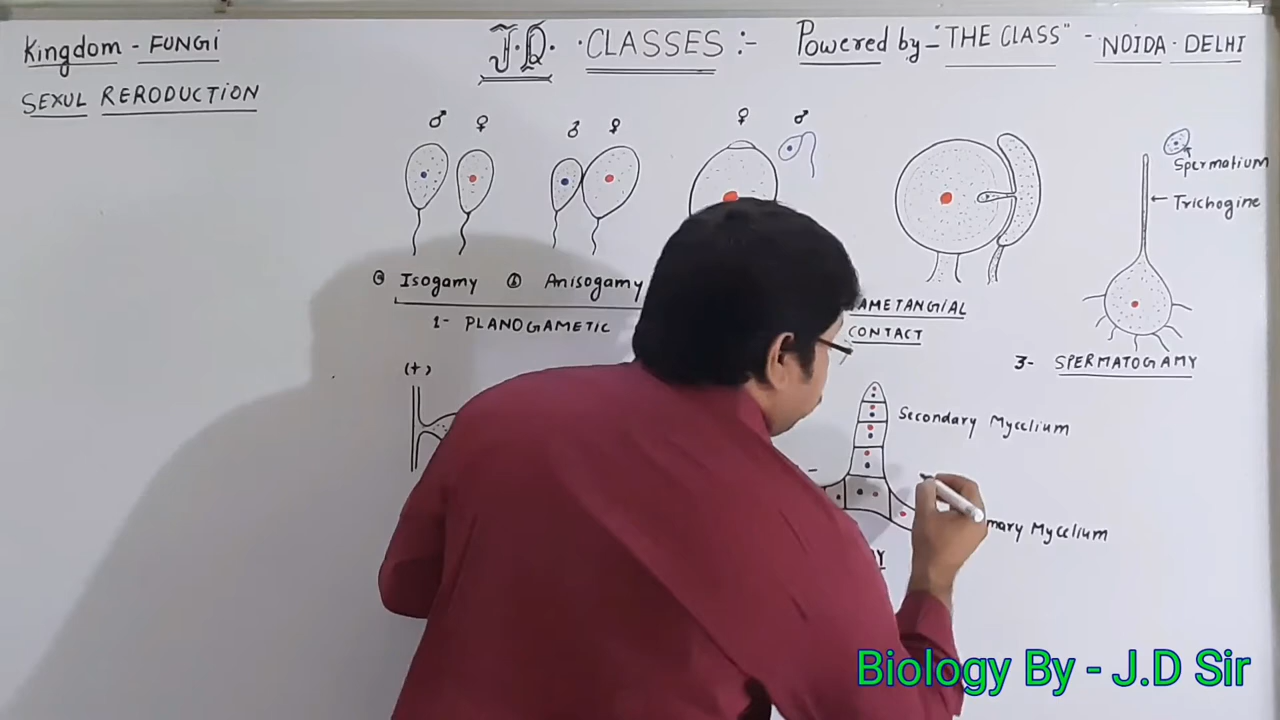 Kingdom - FUNGI
SEXUL RERODUCTION
J.D. CLASSES :- Powered by - "THE CLASS" - NOIDA. DELHI
♂ ♀
♂ ♀
♀ ♂
Spermatium
Trichogine
ⓐ Isogamy ⓑ Anisogamy
1- PLANOGAMETIC
AMETANGIAL
CONTACT
3- SPERMATOGAMY
(+)
-
Secondary Mycelium
mary Mycelium
Y
Biology By - J.D Sir